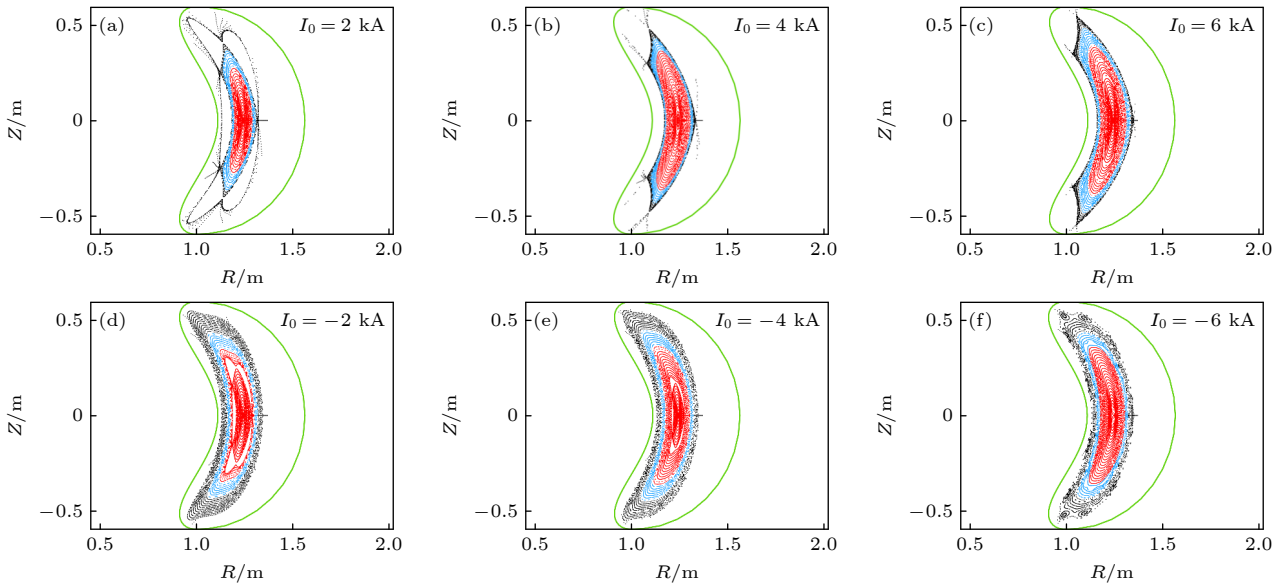 (a) I₀ = 2 kA
(b) I₀ = 4 kA
(c) I₀ = 6 kA
0.5 0.5 0.5
Z/m Z/m Z/m
0 0 0
−0.5 −0.5 −0.5
0.5 1.0 1.5 2.0 0.5 1.0 1.5 2.0 0.5 1.0 1.5 2.0
R/m R/m R/m
(d) I₀ = −2 kA
(e) I₀ = −4 kA
(f) I₀ = −6 kA
0.5 0.5 0.5
Z/m Z/m Z/m
0 0 0
−0.5 −0.5 −0.5
0.5 1.0 1.5 2.0 0.5 1.0 1.5 2.0 0.5 1.0 1.5 2.0
R/m R/m R/m